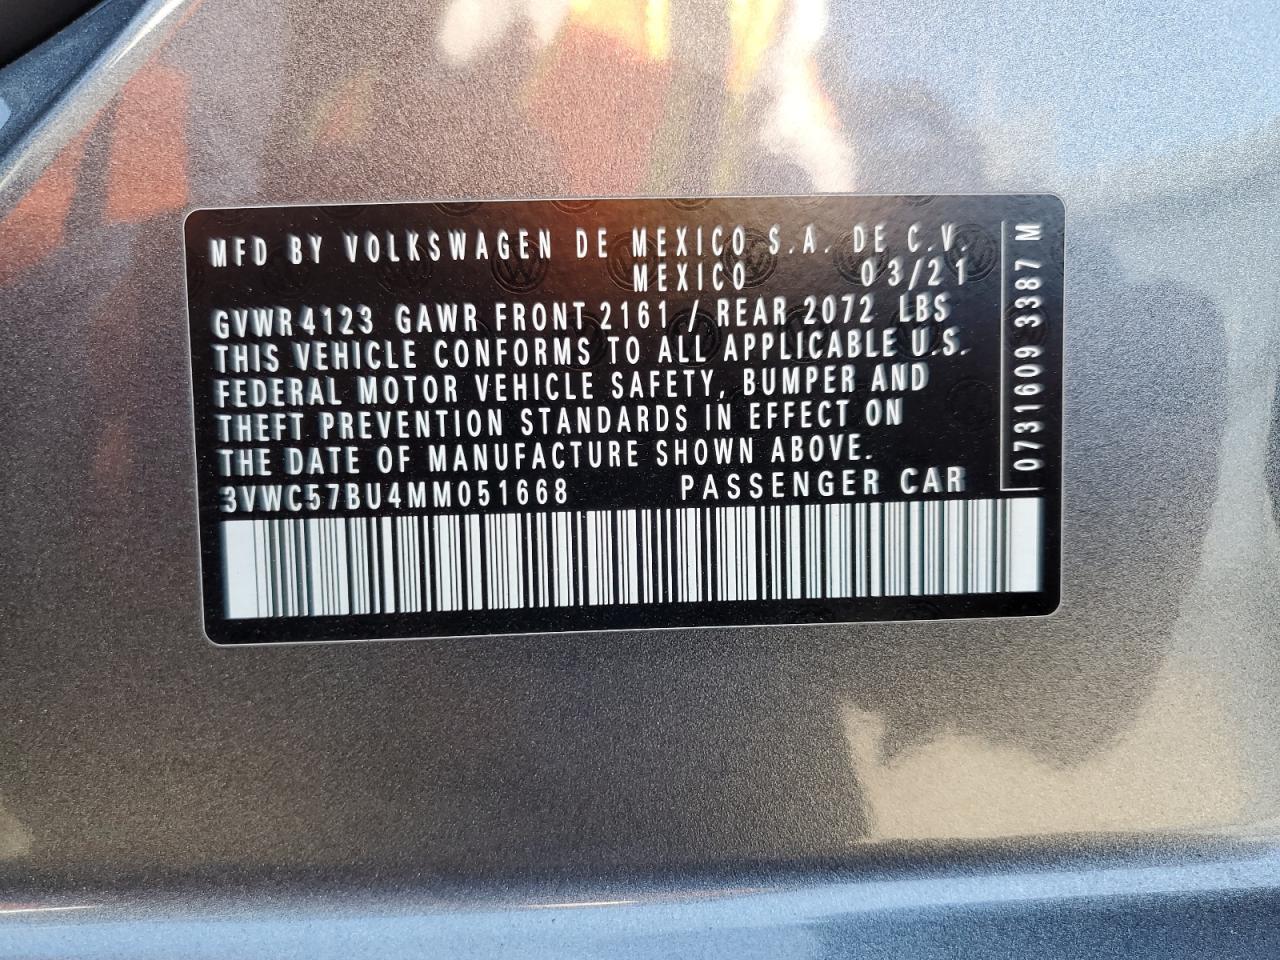 MFD BY VOLKSWAGEN DE MEXICO S.A. DE C.V.
MEXICO 03/21
GVWR 4123 GAWR FRONT 2161 / REAR 2072 LBS
THIS VEHICLE CONFORMS TO ALL APPLICABLE U.S.
FEDERAL MOTOR VEHICLE SAFETY, BUMPER AND
THEFT PREVENTION STANDARDS IN EFFECT ON
THE DATE OF MANUFACTURE SHOWN ABOVE.
3VWC57BU4MM051668 PASSENGER CAR
0731609 3387 M